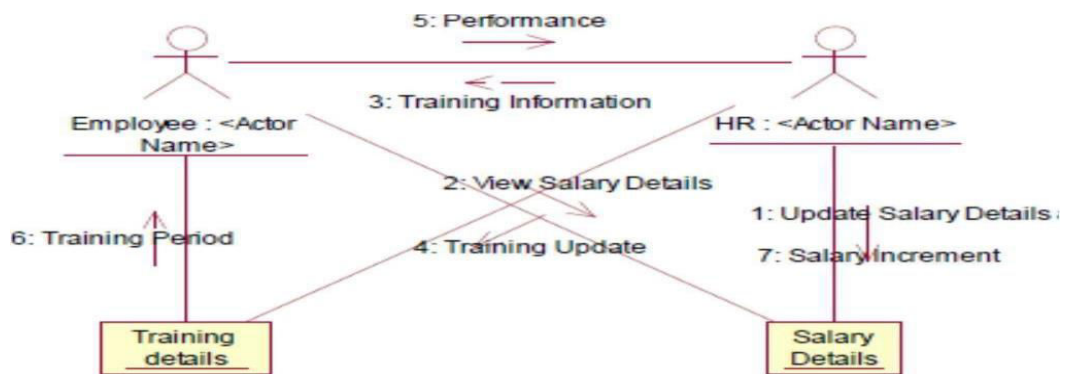 5: Performance
3: Training Information
Employee : <Actor
Name>
HR : <Actor Name>
2: View Salary Details
1: Update Salary Details
6: Training Period
4: Training Update
7: Salary Increment
Training
details
Salary
Details